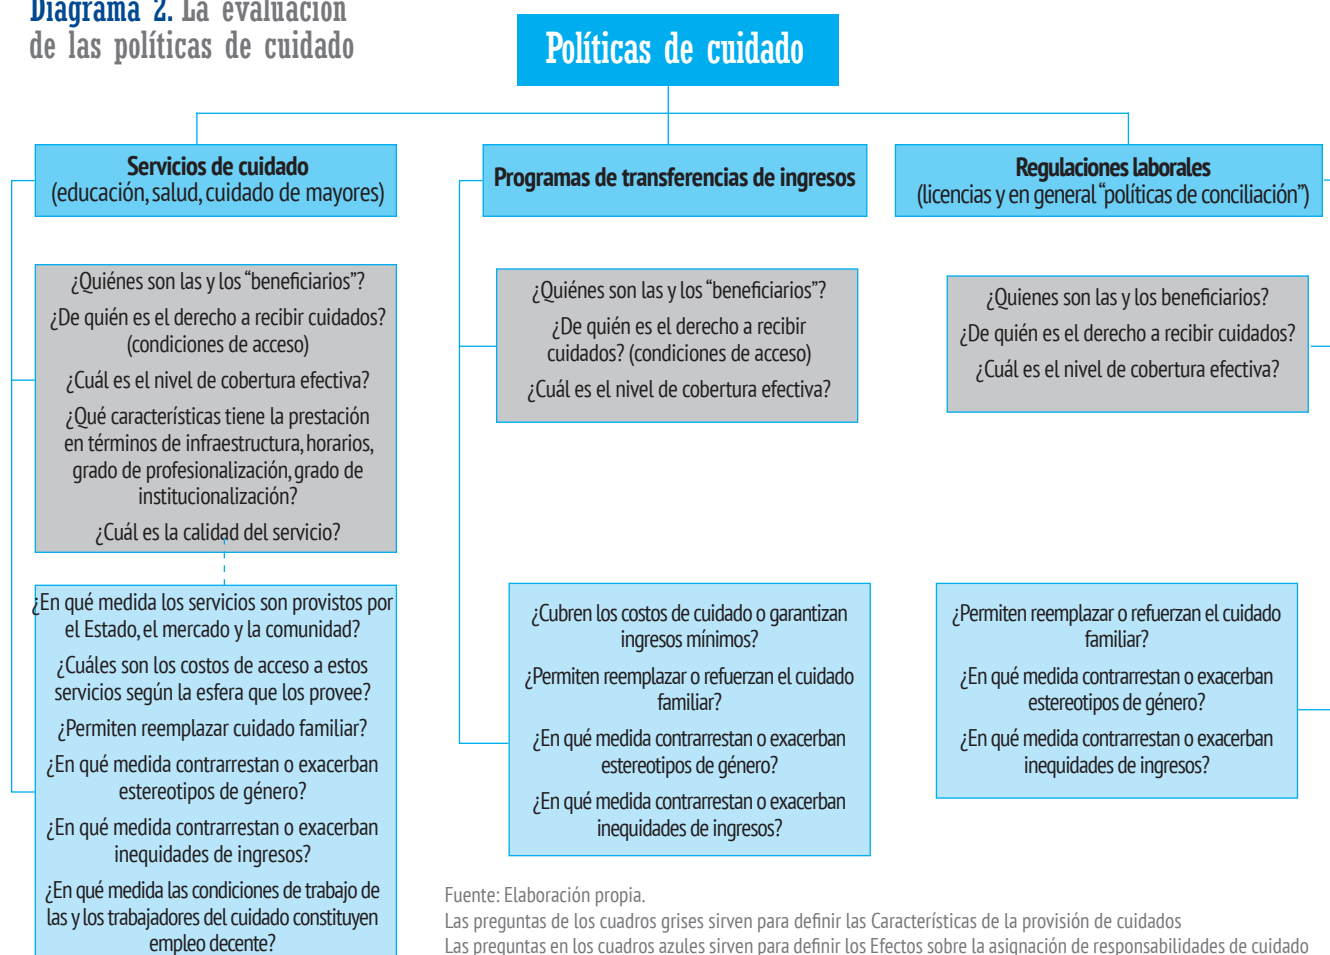 Diagrama 2. La evaluación
de las políticas de cuidado
Políticas de cuidado
Servicios de cuidado
(educación, salud, cuidado de mayores)
¿Quiénes son las y los “beneficiarios”?
¿De quién es el derecho a recibir cuidados?
(condiciones de acceso)
¿Cuál es el nivel de cobertura efectiva?
¿Qué características tiene la prestación
en términos de infraestructura, horarios,
grado de profesionalización, grado de
institucionalización?
¿Cuál es la calidad del servicio?
¿En qué medida los servicios son provistos por
el Estado, el mercado y la comunidad?
¿Cuáles son los costos de acceso a estos
servicios según la esfera que los provee?
¿Permiten reemplazar cuidado familiar?
¿En qué medida contrarrestan o exacerban
estereotipos de género?
¿En qué medida contrarrestan o exacerban
inequidades de ingresos?
¿En qué medida las condiciones de trabajo de
las y los trabajadores del cuidado constituyen
empleo decente?
Programas de transferencias de ingresos
¿Quiénes son las y los “beneficiarios”?
¿De quién es el derecho a recibir
cuidados? (condiciones de acceso)
¿Cuál es el nivel de cobertura efectiva?
¿Cubren los costos de cuidado o garantizan
ingresos mínimos?
¿Permiten reemplazar o refuerzan el cuidado
familiar?
¿En qué medida contrarrestan o exacerban
estereotipos de género?
¿En qué medida contrarrestan o exacerban
inequidades de ingresos?
Regulaciones laborales
(licencias y en general “políticas de conciliación”)
¿Quienes son las y los beneficiarios?
¿De quién es el derecho a recibir cuidados?
¿Cuál es el nivel de cobertura efectiva?
¿Permiten reemplazar o refuerzan el cuidado
familiar?
¿En qué medida contrarrestan o exacerban
estereotipos de género?
¿En qué medida contrarrestan o exacerban
inequidades de ingresos?
Fuente: Elaboración propia.
Las preguntas de los cuadros grises sirven para definir las Características de la provisión de cuidados
Las preguntas en los cuadros azules sirven para definir los Efectos sobre la asignación de responsabilidades de cuidado